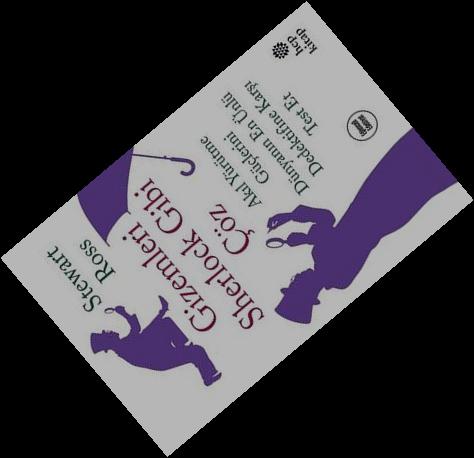 Stewart
Ross
Gizemleri
Sherlock Gibi
Çöz
Akıl Yürütme
Güçlerini
Dünyanın En Ünlü
Dedektifine Karşı
Test Et
hep
kitap